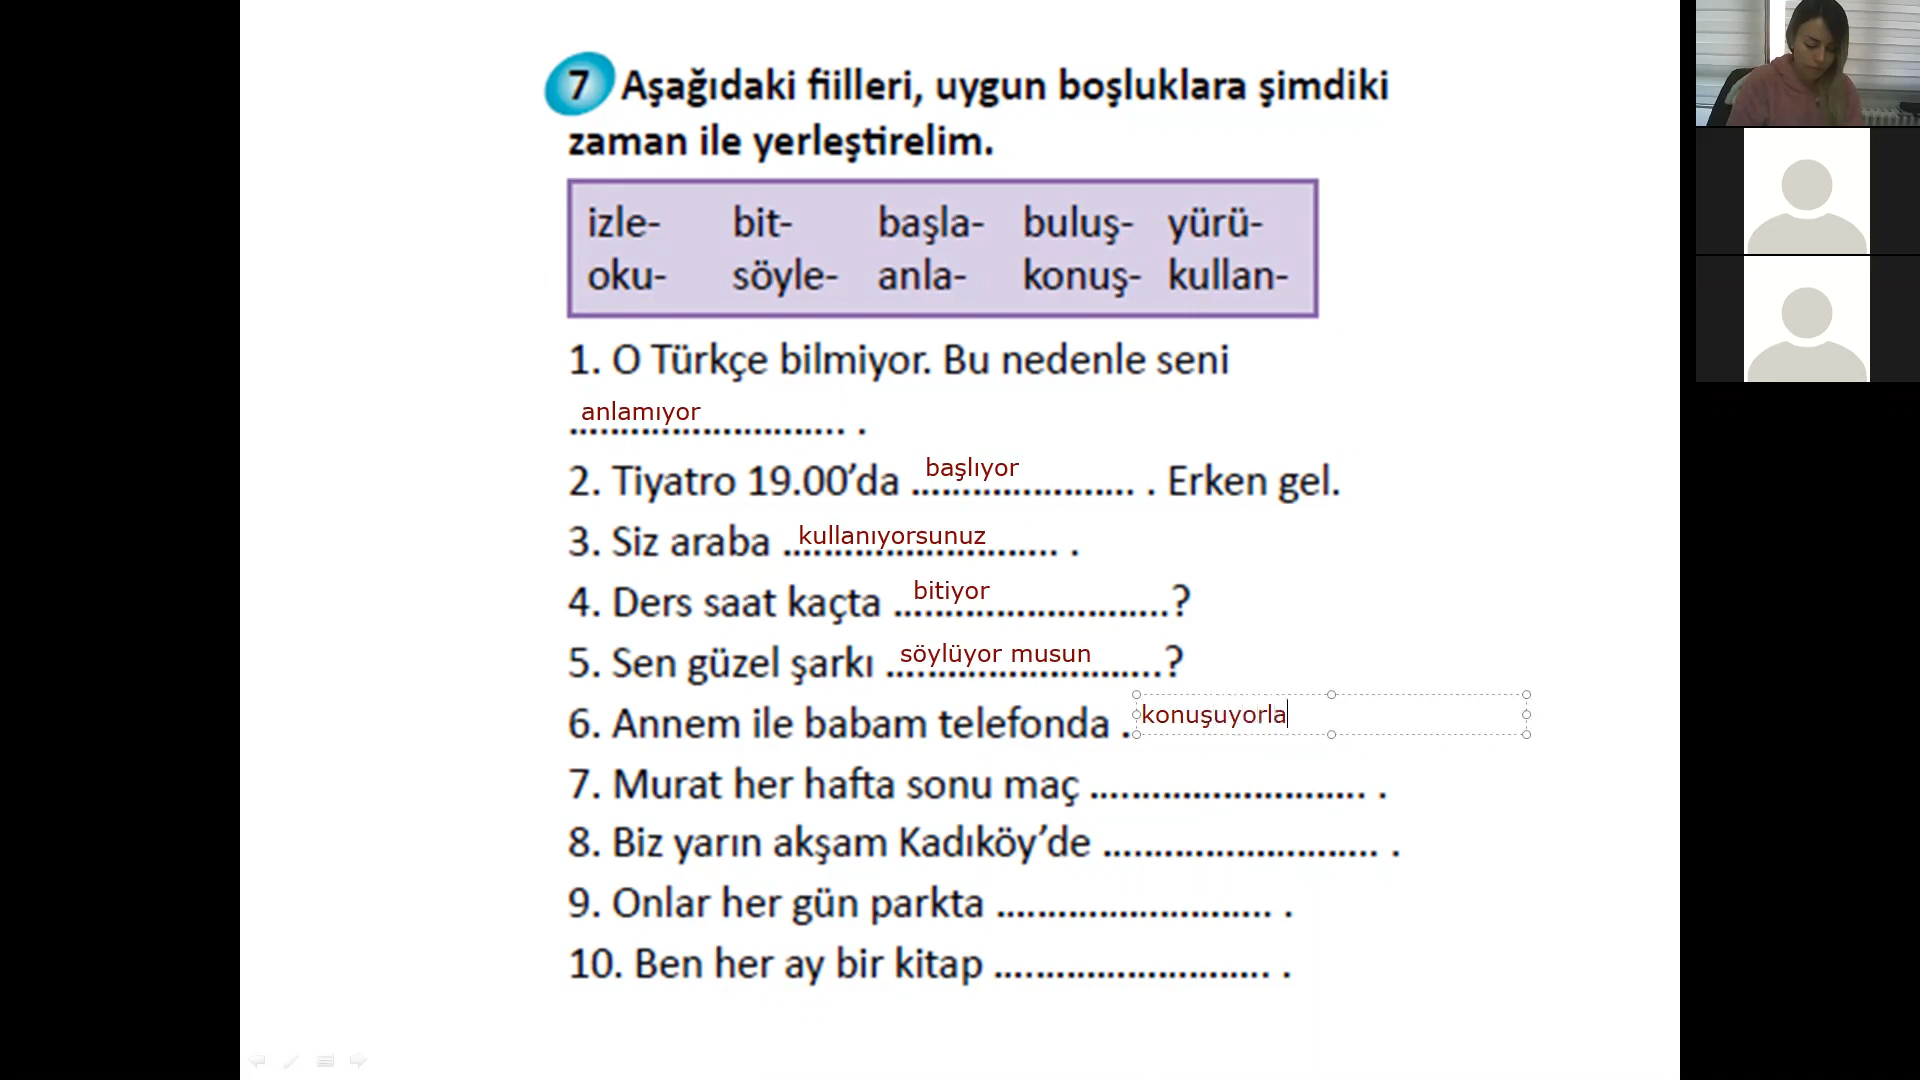 7 Aşağıdaki fiilleri, uygun boşluklara şimdiki
zaman ile yerleştirelim.
izle- bit- başla- buluş- yürü-
oku- söyle- anla- konuş- kullan-
1. O Türkçe bilmiyor. Bu nedenle seni
anlamıyor ........................... .
2. Tiyatro 19.00’da başlıyor ...................... . Erken gel.
3. Siz araba kullanıyorsunuz ........................... .
4. Ders saat kaçta bitiyor ...........................?
5. Sen güzel şarkı söylüyor musun ...........................?
6. Annem ile babam telefonda .konuşuyorla
7. Murat her hafta sonu maç ........................... .
8. Biz yarın akşam Kadıköy’de ........................... .
9. Onlar her gün parkta ........................... .
10. Ben her ay bir kitap ........................... .